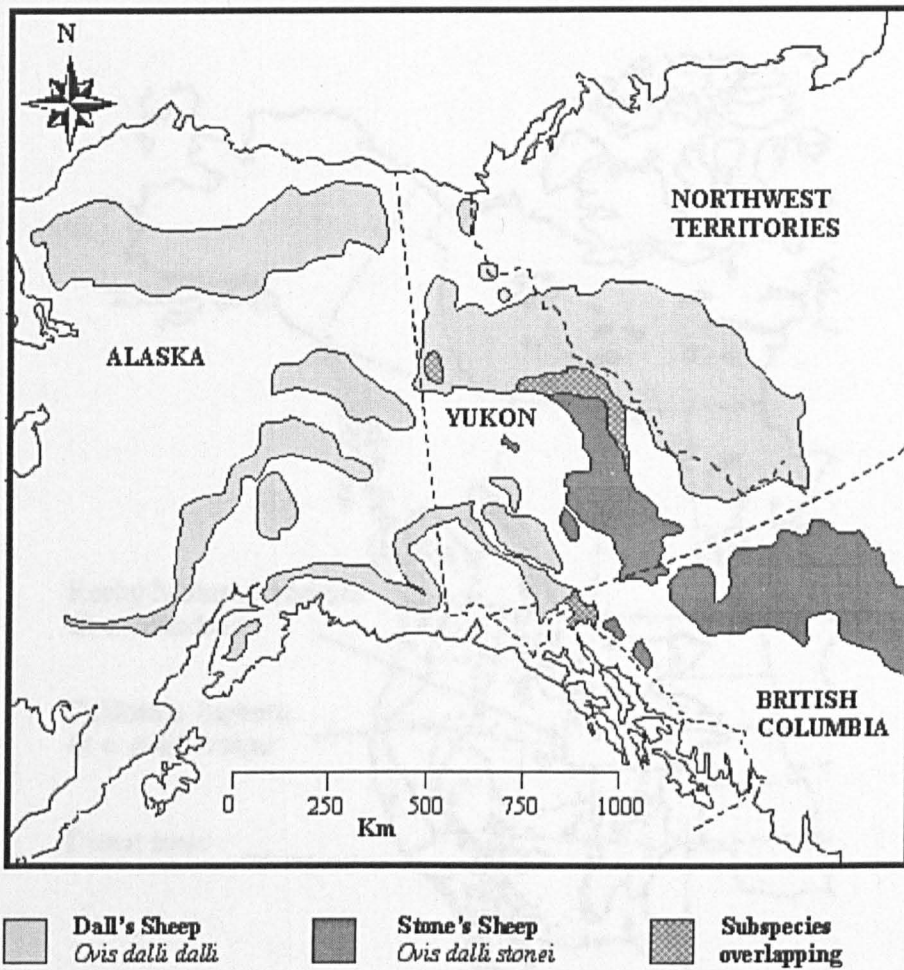 N
NORTHWEST
TERRITORIES
ALASKA
YUKON
BRITISH
COLUMBIA
0 250 500 750 1000
Km
Dall's Sheep
Ovis dalli dalli
Stone's Sheep
Ovis dalli stonei
Subspecies
overlapping